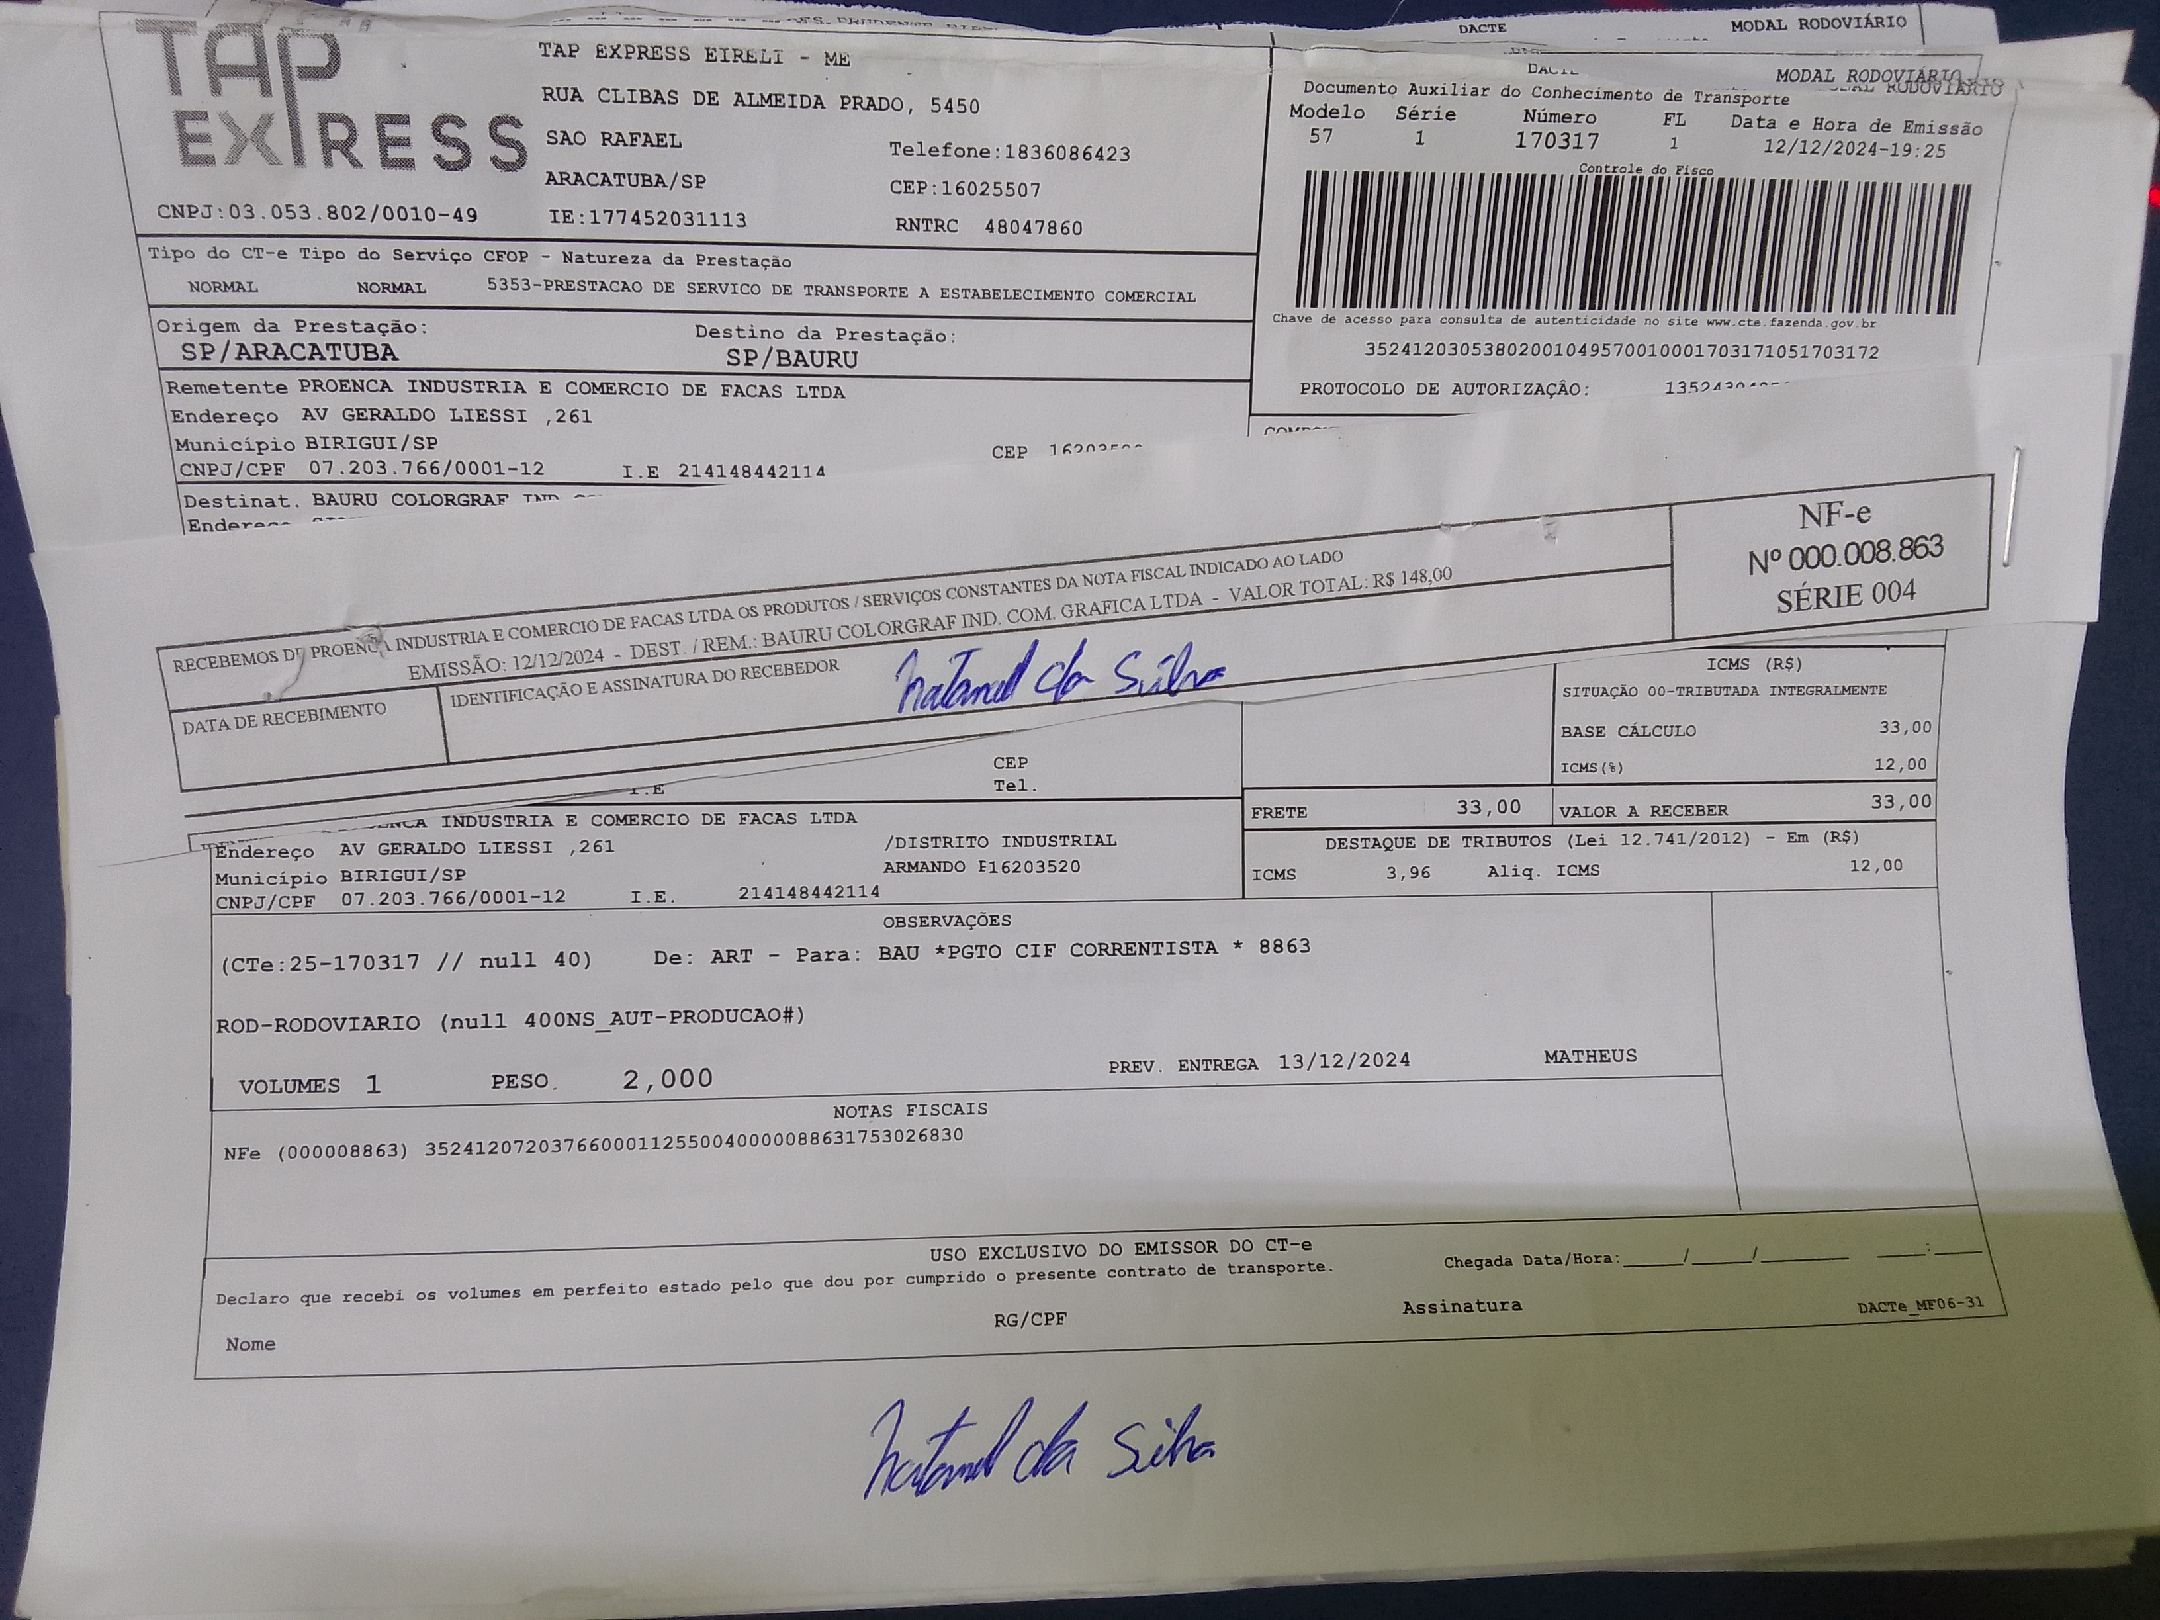 DACTE MODAL RODOVIÁRIO
TAP EXPRESS
TAP EXPRESS EIRELI - ME
RUA CLIBAS DE ALMEIDA PRADO, 5450
SAO RAFAEL Telefone:1836086423
ARACATUBA/SP CEP:16025507
CNPJ:03.053.802/0010-49 IE:177452031113 RNTRC 48047860
MODAL RODOVIÁRIO
Documento Auxiliar do Conhecimento de Transporte
Modelo Série Número FL Data e Hora de Emissão
57 1 170317 1 12/12/2024-19:25
Controle do Fisco
Chave de acesso para consulta de autenticidade no site www.cte.fazenda.gov.br
35241203053802001049570010001703171051703172
PROTOCOLO DE AUTORIZAÇÃO:
Tipo do CT-e Tipo do Serviço CFOP - Natureza da Prestação
NORMAL NORMAL 5353-PRESTACAO DE SERVICO DE TRANSPORTE A ESTABELECIMENTO COMERCIAL
Origem da Prestação: Destino da Prestação:
SP/ARACATUBA SP/BAURU
Remetente PROENCA INDUSTRIA E COMERCIO DE FACAS LTDA
Endereço AV GERALDO LIESSI ,261
Município BIRIGUI/SP CEP
CNPJ/CPF 07.203.766/0001-12 I.E 214148442114
Destinat. BAURU COLORGRAF
RECEBEMOS DE PROENCA INDUSTRIA E COMERCIO DE FACAS LTDA OS PRODUTOS / SERVIÇOS CONSTANTES DA NOTA FISCAL INDICADO AO LADO
EMISSÃO: 12/12/2024 - DEST. / REM.: BAURU COLORGRAF IND. COM. GRAFICA LTDA - VALOR TOTAL: R$ 148,00
NF-e
Nº 000.008.863
SÉRIE 004
DATA DE RECEBIMENTO IDENTIFICAÇÃO E ASSINATURA DO RECEBEDOR
da Silva
ICMS (R$)
SITUAÇÃO 00-TRIBUTADA INTEGRALMENTE
BASE CÁLCULO 33,00
ICMS(%) 12,00
CEP
I.E Tel.
FRETE 33,00 VALOR A RECEBER 33,00
INDUSTRIA E COMERCIO DE FACAS LTDA
Endereço AV GERALDO LIESSI ,261 /DISTRITO INDUSTRIAL
Município BIRIGUI/SP ARMANDO
CNPJ/CPF 07.203.766/0001-12 I.E. 214148442114
DESTAQUE DE TRIBUTOS (Lei 12.741/2012) - Em (R$)
ICMS 3,96 Aliq. ICMS 12,00
OBSERVAÇÕES
(CTe:25-170317 // null 40) De: ART - Para: BAU *PGTO CIF CORRENTISTA * 8863
ROD-RODOVIARIO (null 400NS_AUT-PRODUCAO#)
VOLUMES 1 PESO. 2,000 PREV. ENTREGA 13/12/2024 MATHEUS
NOTAS FISCAIS
NFe (000008863) 35241207203766000112550040000088631753026830
USO EXCLUSIVO DO EMISSOR DO CT-e
Declaro que recebi os volumes em perfeito estado pelo que dou por cumprido o presente contrato de transporte.
Chegada Data/Hora:_____/_____/_______ ____:____
Nome RG/CPF Assinatura DACTe_MF06-31
da Silva